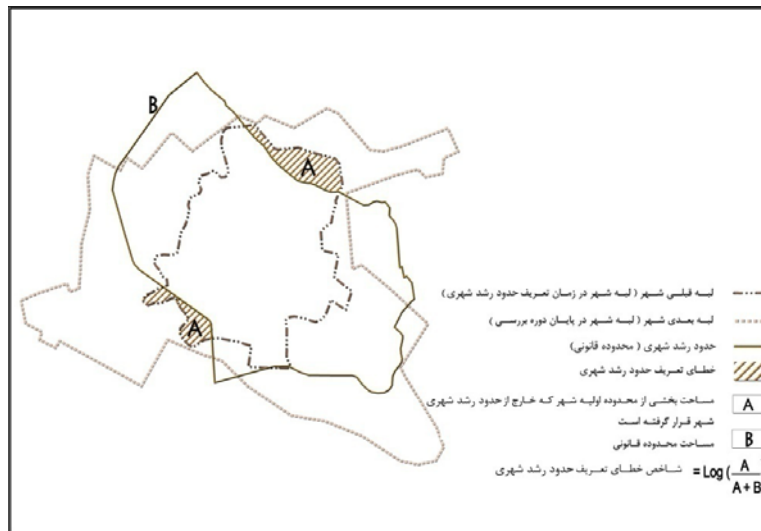 B
A
A
لبه قبلی شهر ( لبه شهر در زمان تعریف حدود رشد شهری )
لبه بعدی شهر ( لبه شهر در پایان دوره بررسی )
حدود رشد شهری ( محدوده قانونی)
خطای تعریف حدود رشد شهری
A
مساحت بخشی از محدوده اولیه شهر که خارج از حدود رشد شهری
شهر قرار گرفته است
B
مساحت محدوده قانونی
شاخص خطای تعریف حدود رشد شهری = Log (A
A + B